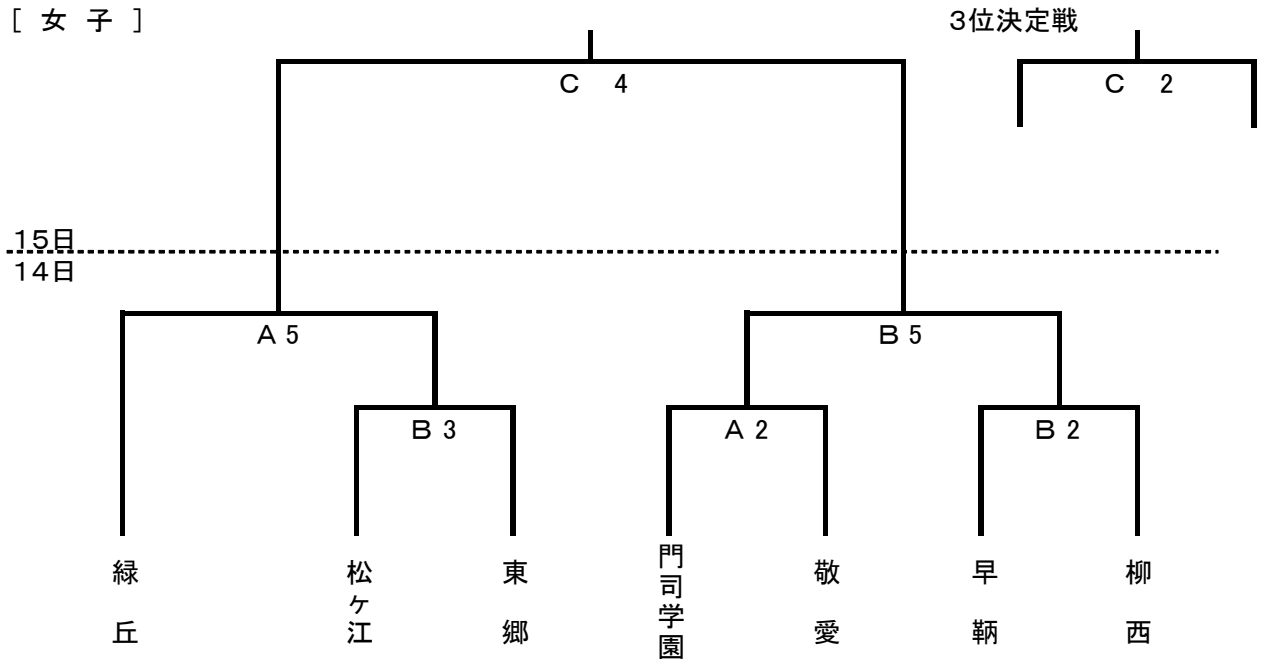 [ 女 子 ]
3位決定戦
C 4
C 2
15日
14日
A 5
B 5
B 3
A 2
B 2
緑丘
松ヶ江
東郷
門司学園
敬愛
早鞆
柳西